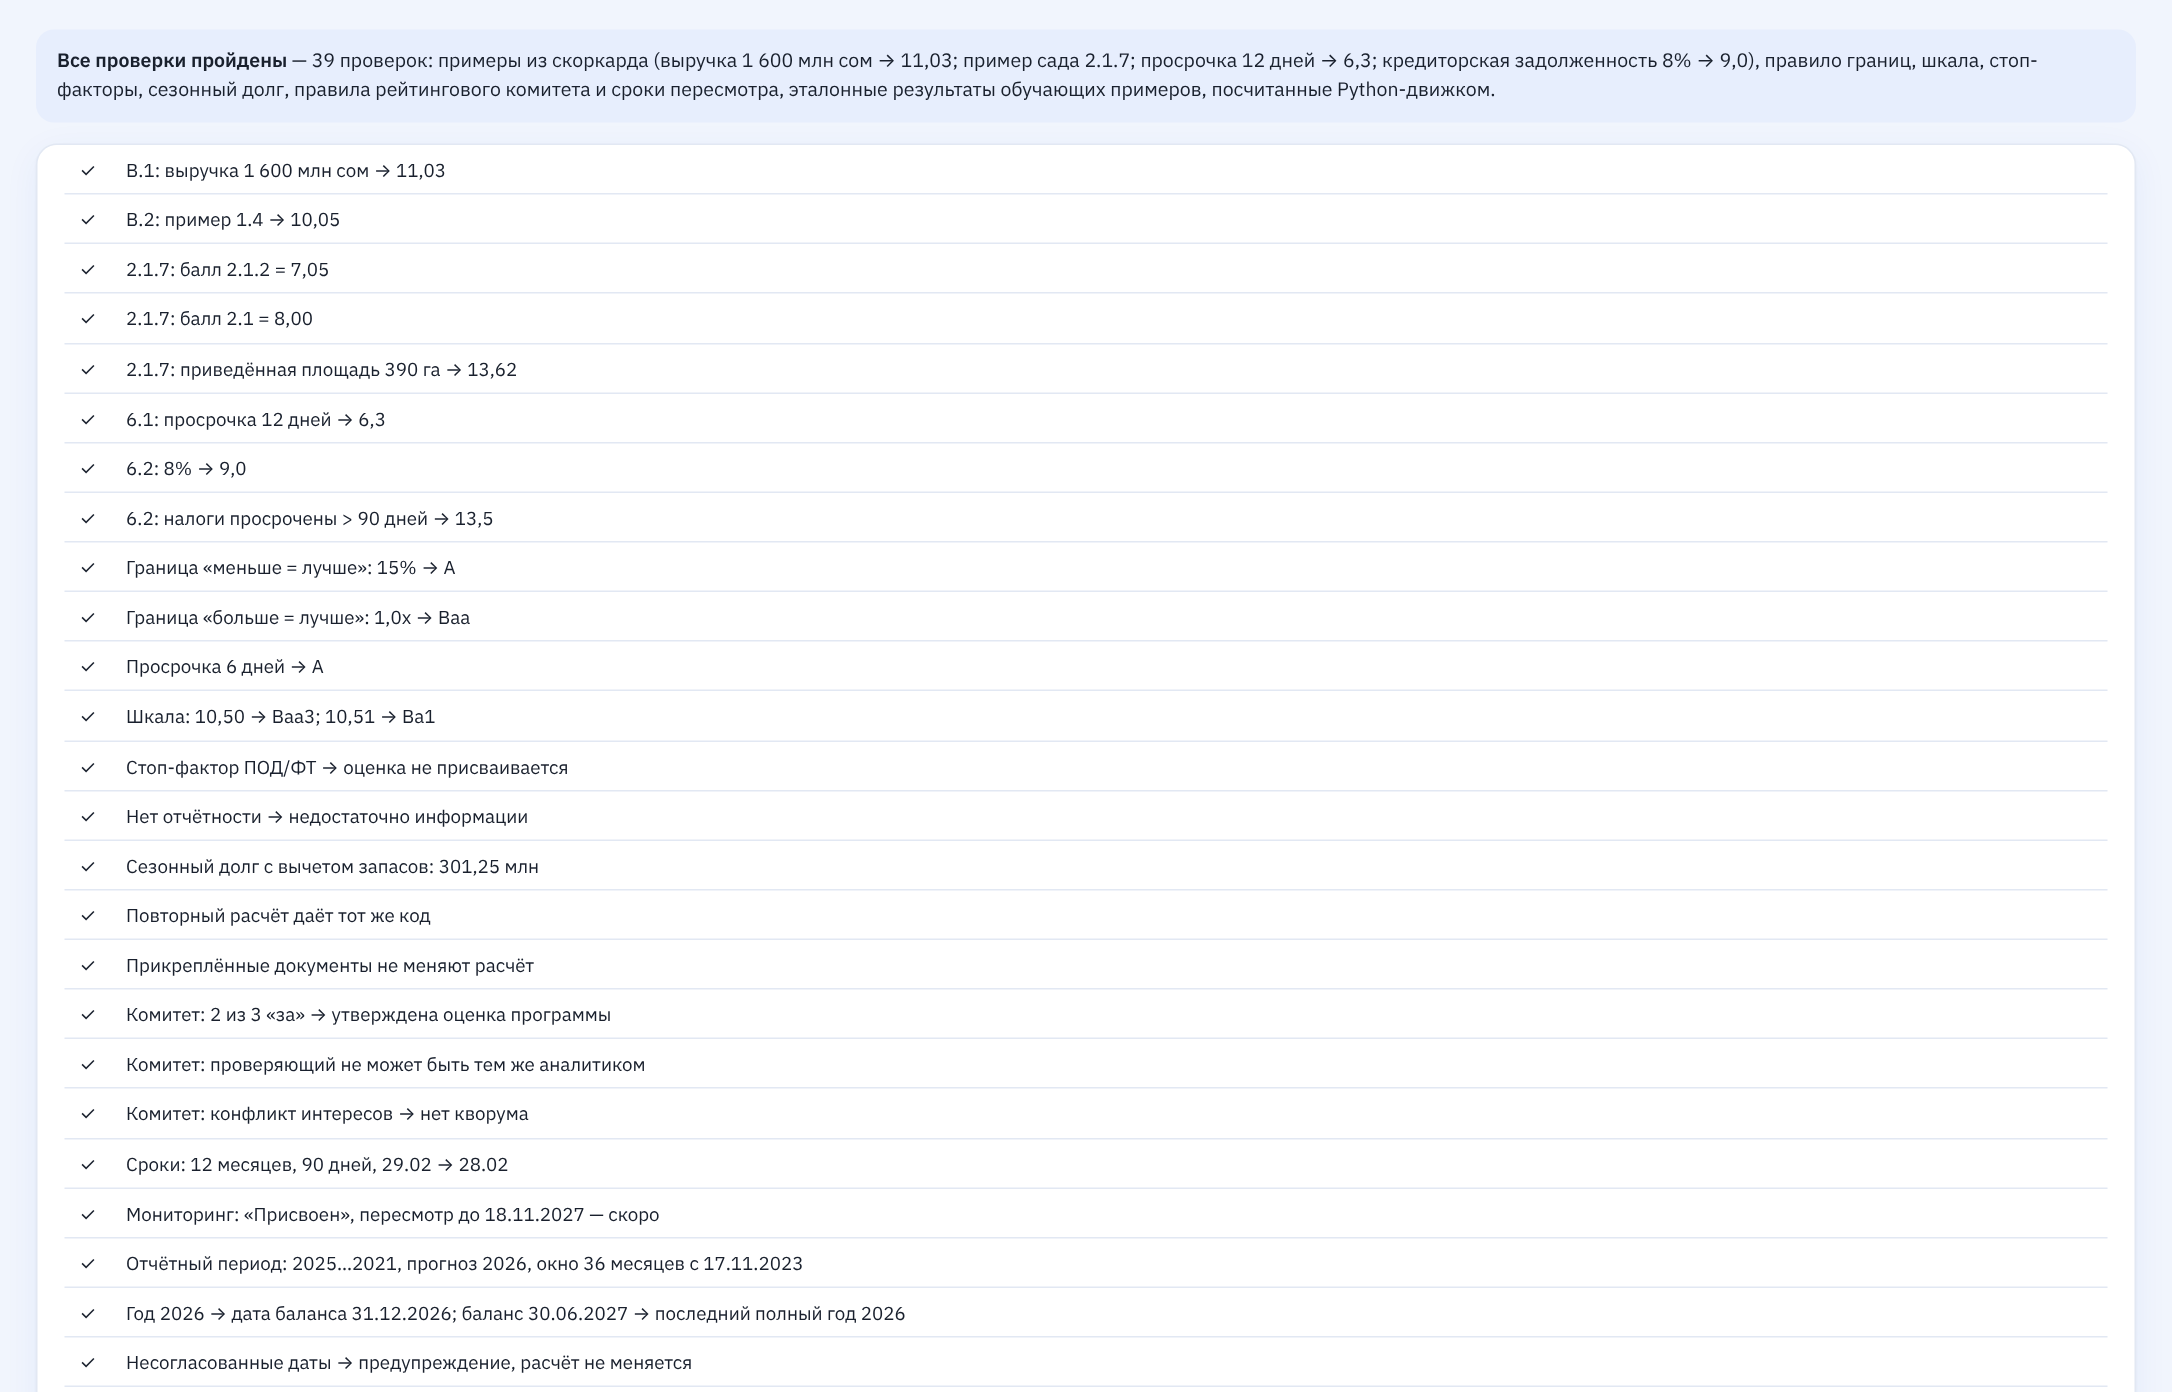 Все проверки пройдены — 39 проверок: примеры из скоркарда (выручка 1 600 млн сом → 11,03; пример сада 2.1.7; просрочка 12 дней → 6,3; кредиторская задолженность 8% → 9,0), правило границ, шкала, стоп-
факторы, сезонный долг, правила рейтингового комитета и сроки пересмотра, эталонные результаты обучающих примеров, посчитанные Python-движком.
✓ B.1: выручка 1 600 млн сом → 11,03
✓ B.2: пример 1.4 → 10,05
✓ 2.1.7: балл 2.1.2 = 7,05
✓ 2.1.7: балл 2.1 = 8,00
✓ 2.1.7: приведённая площадь 390 га → 13,62
✓ 6.1: просрочка 12 дней → 6,3
✓ 6.2: 8% → 9,0
✓ 6.2: налоги просрочены > 90 дней → 13,5
✓ Граница «меньше = лучше»: 15% → A
✓ Граница «больше = лучше»: 1,0x → Baa
✓ Просрочка 6 дней → A
✓ Шкала: 10,50 → Baa3; 10,51 → Ba1
✓ Стоп-фактор ПОД/ФТ → оценка не присваивается
✓ Нет отчётности → недостаточно информации
✓ Сезонный долг с вычетом запасов: 301,25 млн
✓ Повторный расчёт даёт тот же код
✓ Прикреплённые документы не меняют расчёт
✓ Комитет: 2 из 3 «за» → утверждена оценка программы
✓ Комитет: проверяющий не может быть тем же аналитиком
✓ Комитет: конфликт интересов → нет кворума
✓ Сроки: 12 месяцев, 90 дней, 29.02 → 28.02
✓ Мониторинг: «Присвоен», пересмотр до 18.11.2027 — скоро
✓ Отчётный период: 2025…2021, прогноз 2026, окно 36 месяцев с 17.11.2023
✓ Год 2026 → дата баланса 31.12.2026; баланс 30.06.2027 → последний полный год 2026
✓ Несогласованные даты → предупреждение, расчёт не меняется